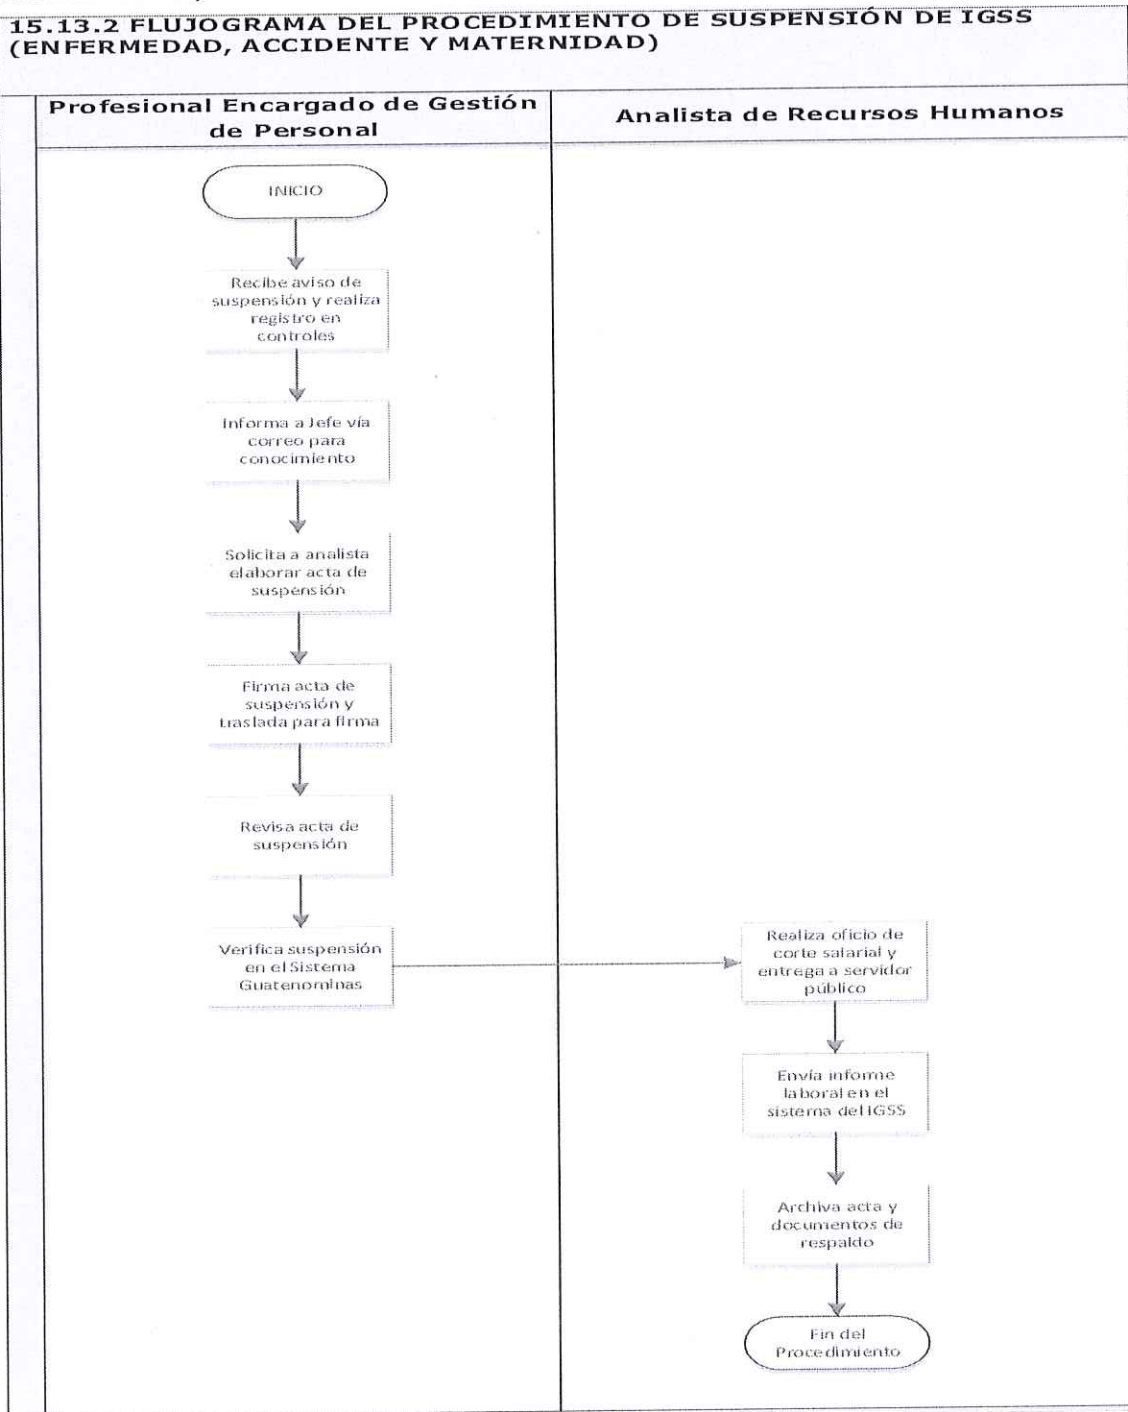 15.13.2 FLUJOGRAMA DEL PROCEDIMIENTO DE SUSPENSIÓN DE IGSS
(ENFERMEDAD, ACCIDENTE Y MATERNIDAD)
Profesional Encargado de Gestión
de Personal
Analista de Recursos Humanos
INICIO
Recibe aviso de
suspensión y realiza
registro en
controles
Informa a Jefe vía
correo para
conocimiento
Solicita a analista
elaborar acta de
suspensión
Firma acta de
suspensión y
traslada para firma
Revisa acta de
suspensión
Verifica suspensión
en el Sistema
Guatenominas
Realiza oficio de
corte salarial y
entrega a servidor
público
Envía informe
laboral en el
sistema del IGSS
Archiva acta y
documentos de
respaldo
Fin del
Procedimiento